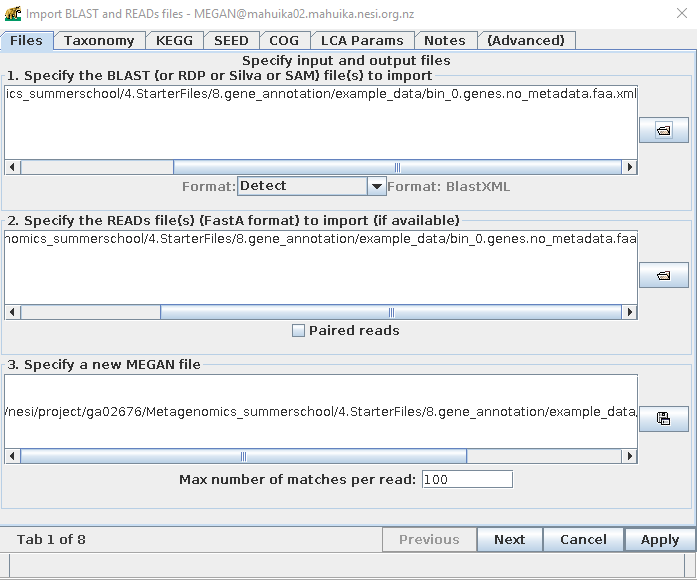 Import BLAST and READs files - MEGAN@mahuika02.mahuika.nesi.org.nz
Files Taxonomy KEGG SEED COG LCA Params Notes (Advanced)
Specify input and output files
1. Specify the BLAST (or RDP or Silva or SAM) file(s) to import
ics_summerschool/4.StarterFiles/8.gene_annotation/example_data/bin_0.genes.no_metadata.faa.xml
Format: Detect Format: BlastXML
2. Specify the READs file(s) (FastA format) to import (if available)
nomics_summerschool/4.StarterFiles/8.gene_annotation/example_data/bin_0.genes.no_metadata.faa
Paired reads
3. Specify a new MEGAN file
/nesi/project/ga02676/Metagenomics_summerschool/4.StarterFiles/8.gene_annotation/example_data,
Max number of matches per read: 100
Tab 1 of 8 Previous Next Cancel Apply